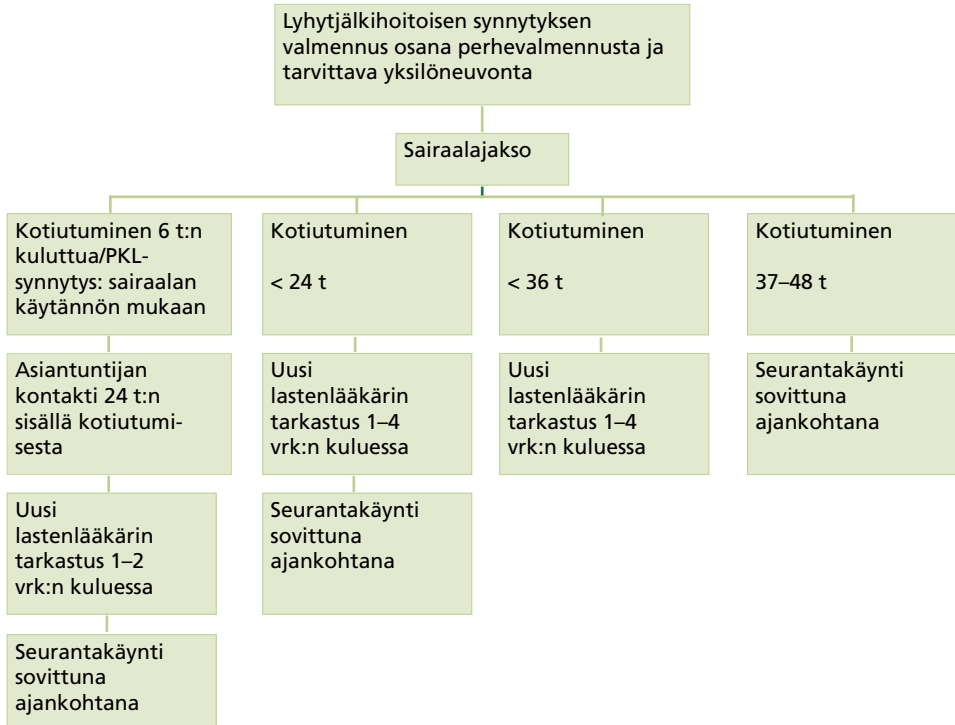 Lyhytjälkihoitoisen synnytyksen
valmennus osana perhevalmennusta ja
tarvittava yksilöneuvonta
Sairaalajakso
Kotiutuminen 6 t:n
kuluttua/PKL-
synnytys: sairaalan
käytännön mukaan
Asiantuntijan
kontakti 24 t:n
sisällä kotiutumi-
sesta
Uusi
lastenlääkärin
tarkastus 1–2
vrk:n kuluessa
Seurantakäynti
sovittuna
ajankohtana
Kotiutuminen
< 24 t
Uusi
lastenlääkärin
tarkastus 1–4
vrk:n kuluessa
Seurantakäynti
sovittuna
ajankohtana
Kotiutuminen
< 36 t
Uusi
lastenlääkärin
tarkastus 1–4
vrk:n kuluessa
Kotiutuminen
37–48 t
Seurantakäynti
sovittuna
ajankohtana